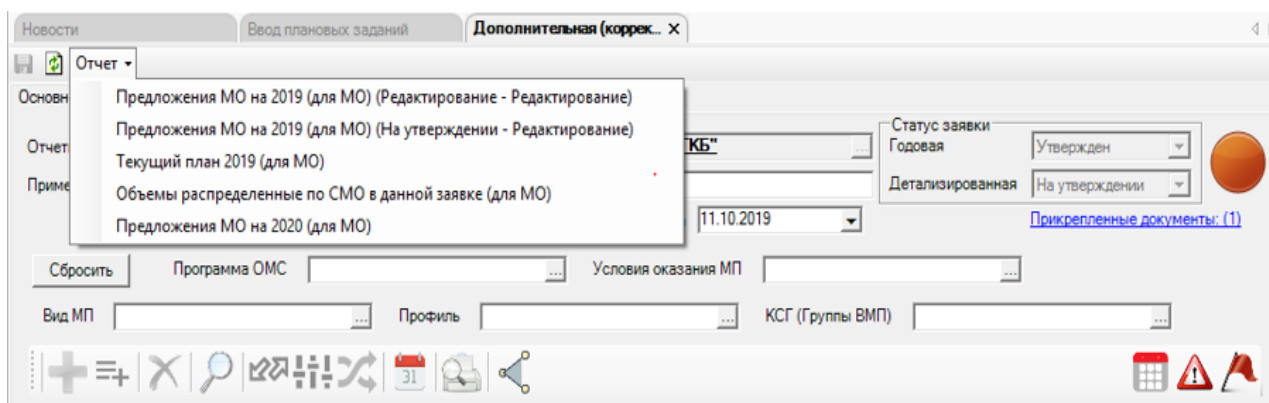 Новости Ввод плановых заданий Дополнительная (коррек... X
Отчет
Основн
Предложения МО на 2019 (для МО) (Редактирование - Редактирование)
Предложения МО на 2019 (для МО) (На утверждении - Редактирование)
Текущий план 2019 (для МО)
Объемы распределенные по СМО в данной заявке (для МО)
Предложения МО на 2020 (для МО)
Отчет
КБ" ...
Статус заявки
Годовая Утвержден
Приме
Детализированная На утверждении
11.10.2019
Прикрепленные документы: (1)
Сбросить Программа ОМС ... Условия оказания МП ...
Вид МП ... Профиль ... КСГ (Группы ВМП) ...
31